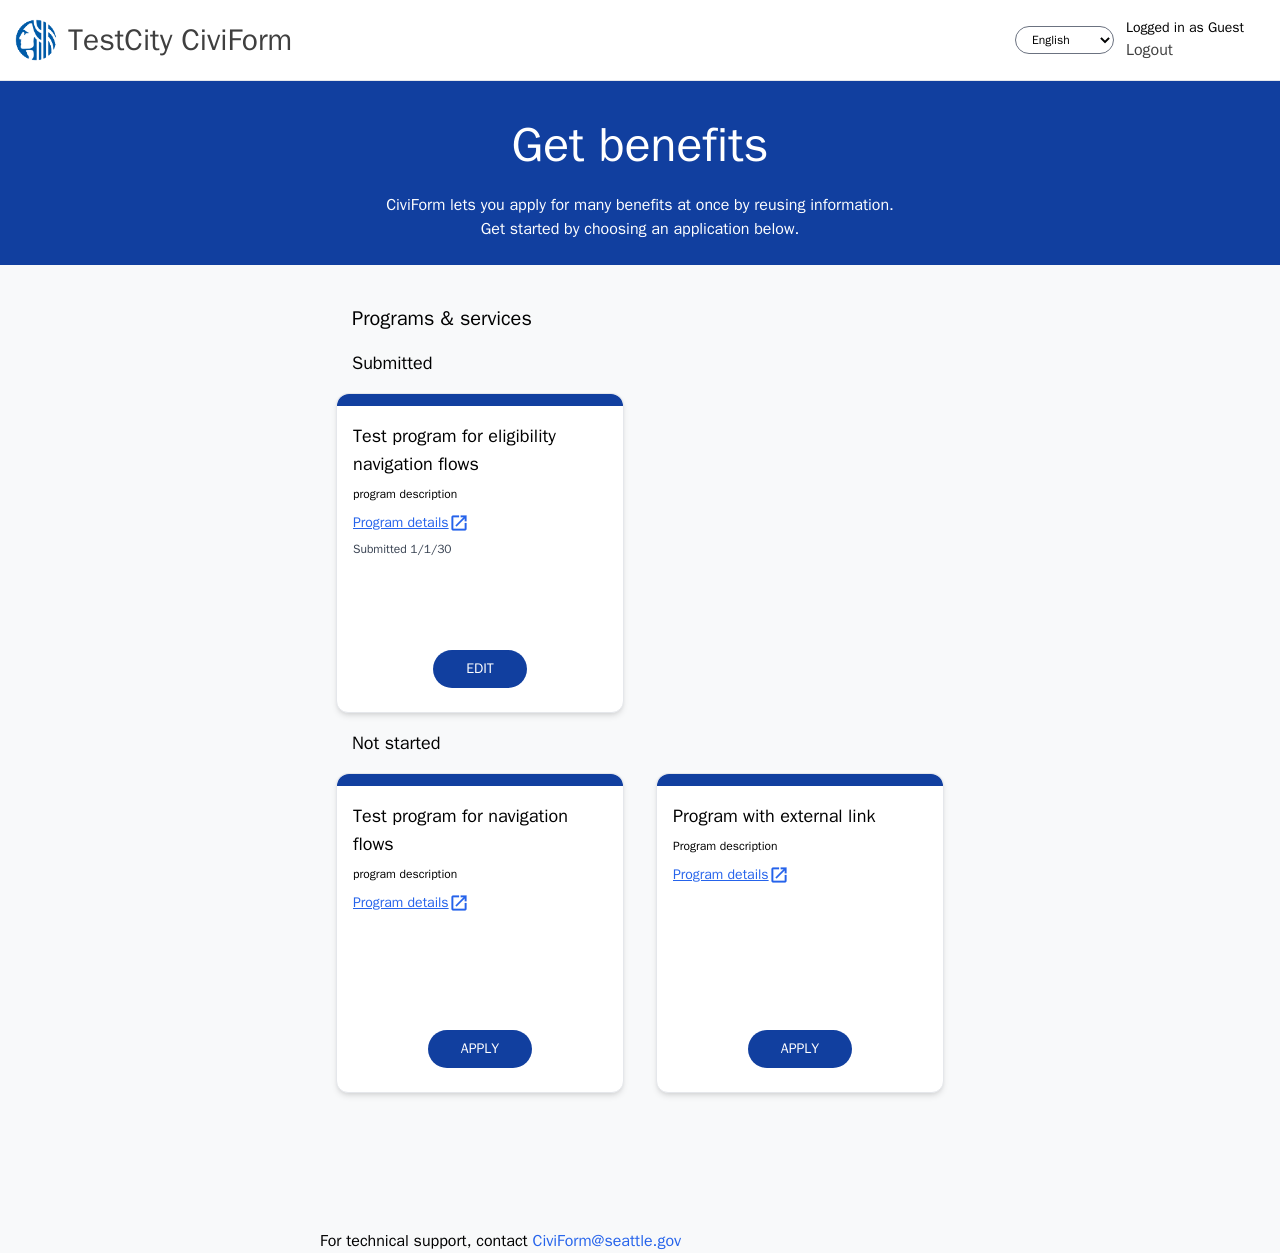 TestCity CiviForm
English
Logged in as Guest
Logout
Get benefits
CiviForm lets you apply for many benefits at once by reusing information.
Get started by choosing an application below.
Programs & services
Submitted
Test program for eligibility
navigation flows
program description
Program details
Submitted 1/1/30
EDIT
Not started
Test program for navigation
flows
program description
Program details
APPLY
Program with external link
Program description
Program details
APPLY
For technical support, contact CiviForm@seattle.gov